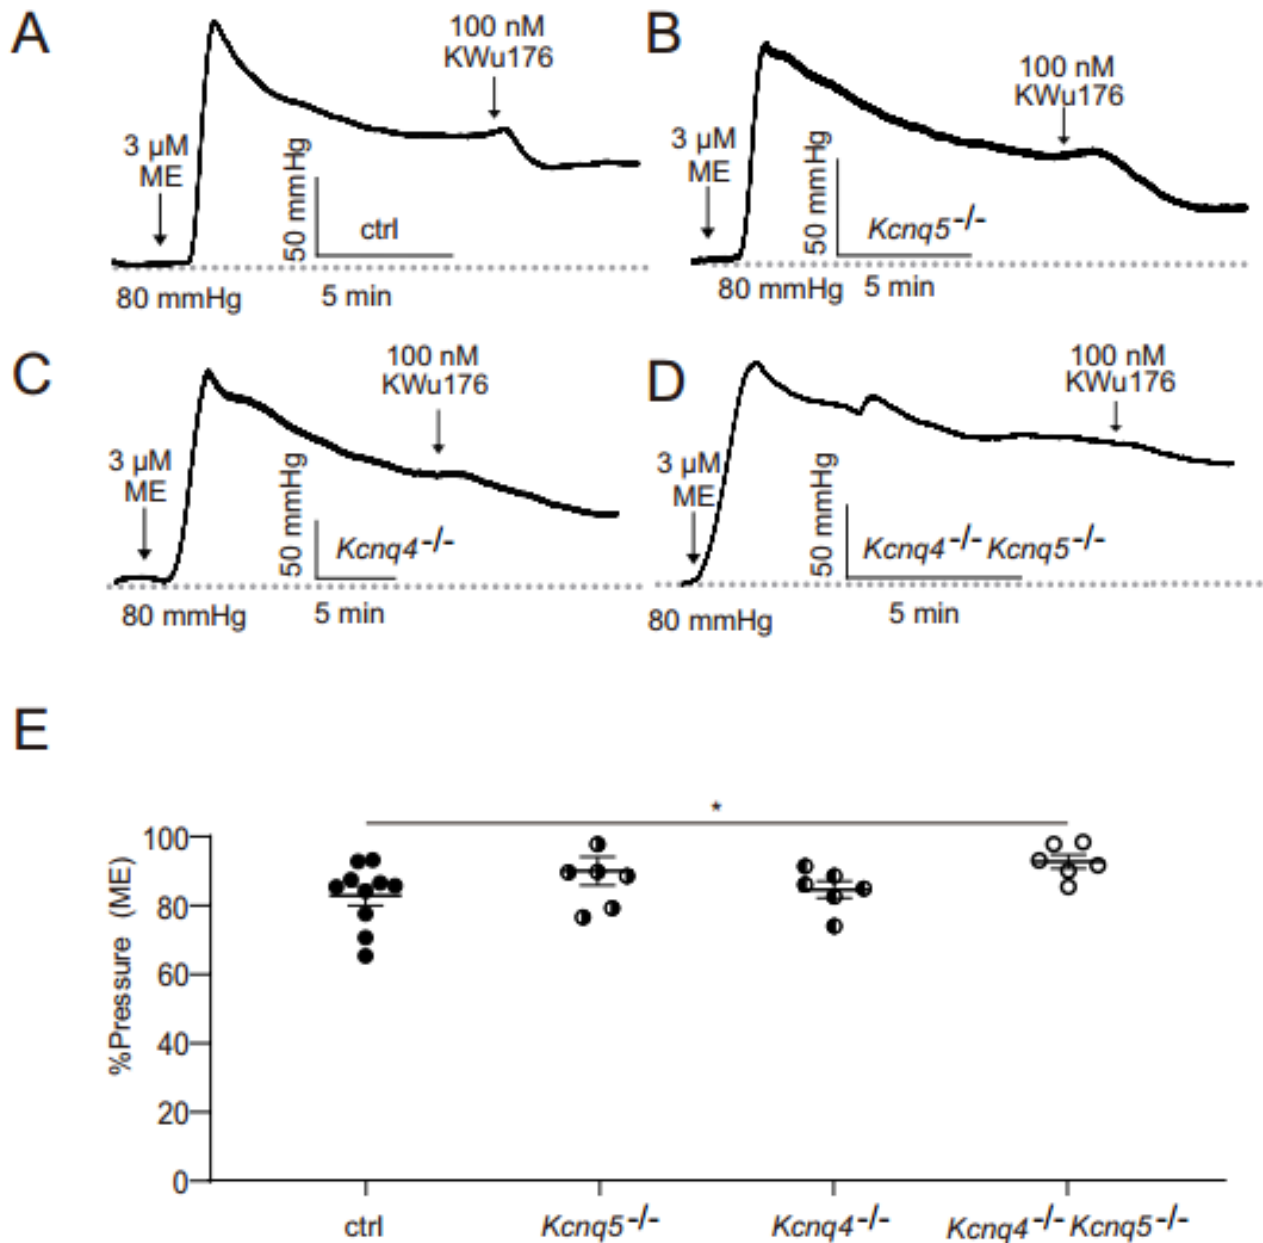 A
100 nM
KWu176
3 µM
ME
50 mmHg
ctrl
80 mmHg
5 min
B
100 nM
KWu176
3 µM
ME
50 mmHg
Kcnq5-/-
80 mmHg
5 min
C
100 nM
KWu176
3 µM
ME
50 mmHg
Kcnq4-/-
80 mmHg
5 min
D
100 nM
KWu176
3 µM
ME
50 mmHg
Kcnq4-/- Kcnq5-/-
80 mmHg
5 min
E
*
%Pressure (ME)
100
80
60
40
20
0
ctrl
Kcnq5-/-
Kcnq4-/-
Kcnq4-/- Kcnq5-/-